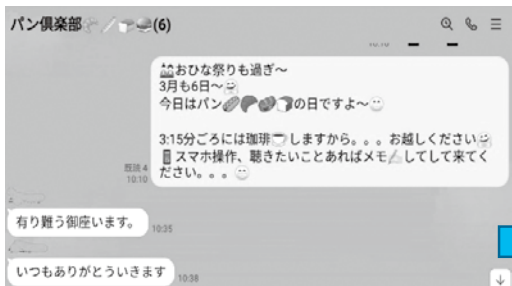 パン倶楽部🥐🥖🍞🥯(6)
🎎おひな祭りも過ぎ〜
3月も6日〜
今日はパン🥖🥐🍞の日ですよ〜
3:15分ごろには珈琲☕しますから。。。お越しください
📱スマホ操作、聴きたいことあればメモ✍してして来てく
ださい。。。
既読 4
10:10
有り難う御座います。
10:35
いつもありがとういきます
10:38